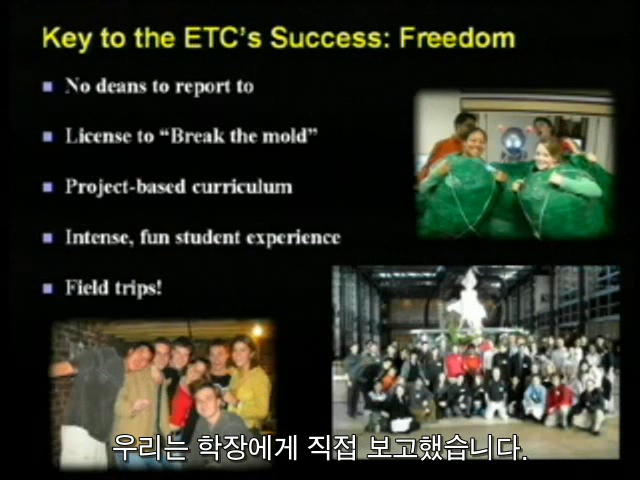 Key to the ETC's Success: Freedom
No deans to report to
License to “Break the mold”
Project-based curriculum
Intense, fun student experience
Field trips!
우리는 학장에게 직접 보고했습니다.